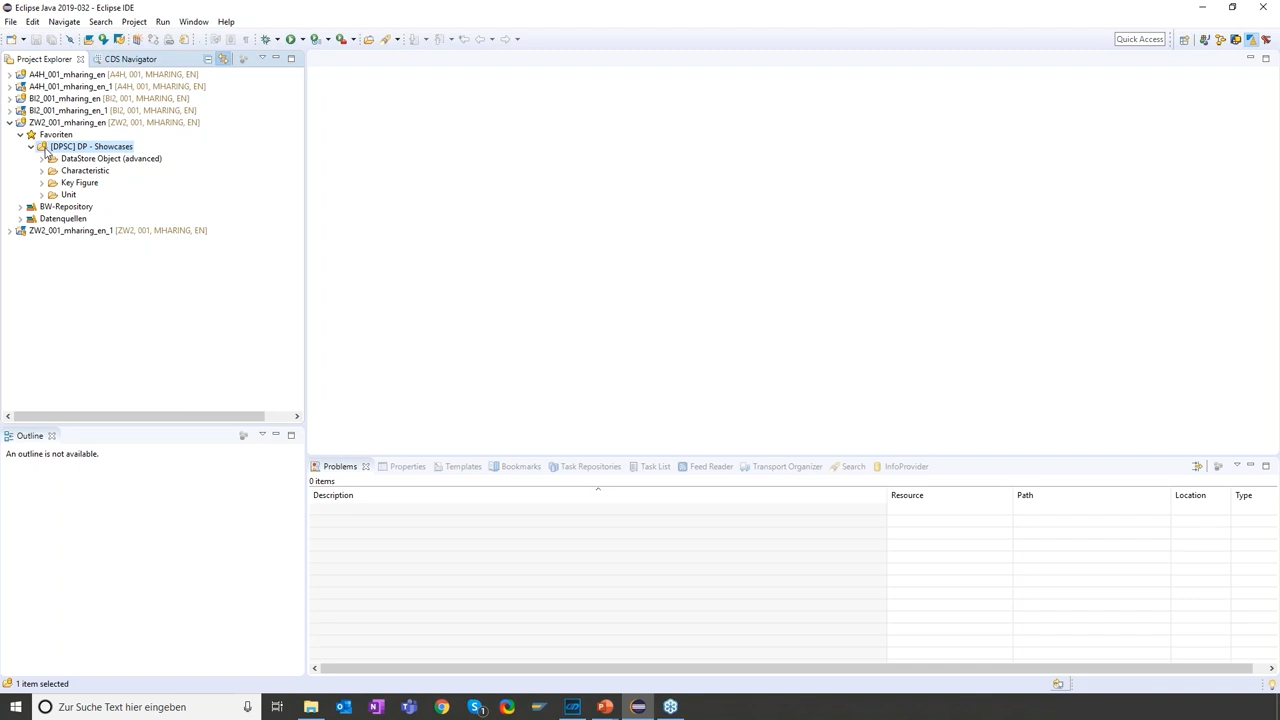 Eclipse Java 2019-032 - Eclipse IDE
File Edit Navigate Search Project Run Window Help
Quick Access
Project Explorer CDS Navigator
A4H_001_mharing_en [A4H, 001, MHARING, EN]
A4H_001_mharing_en_1 [A4H, 001, MHARING, EN]
BI2_001_mharing_en [BI2, 001, MHARING, EN]
BI2_001_mharing_en_1 [BI2, 001, MHARING, EN]
ZW2_001_mharing_en [ZW2, 001, MHARING, EN]
Favoriten
[DPSC] DP - Showcases
DataStore Object (advanced)
Characteristic
Key Figure
Unit
BW-Repository
Datenquellen
ZW2_001_mharing_en_1 [ZW2, 001, MHARING, EN]
Outline
An outline is not available.
Problems Properties Templates Bookmarks Task Repositories Task List Feed Reader Transport Organizer Search InfoProvider
0 items
Description Resource Path Location Type
1 item selected
Zur Suche Text hier eingeben